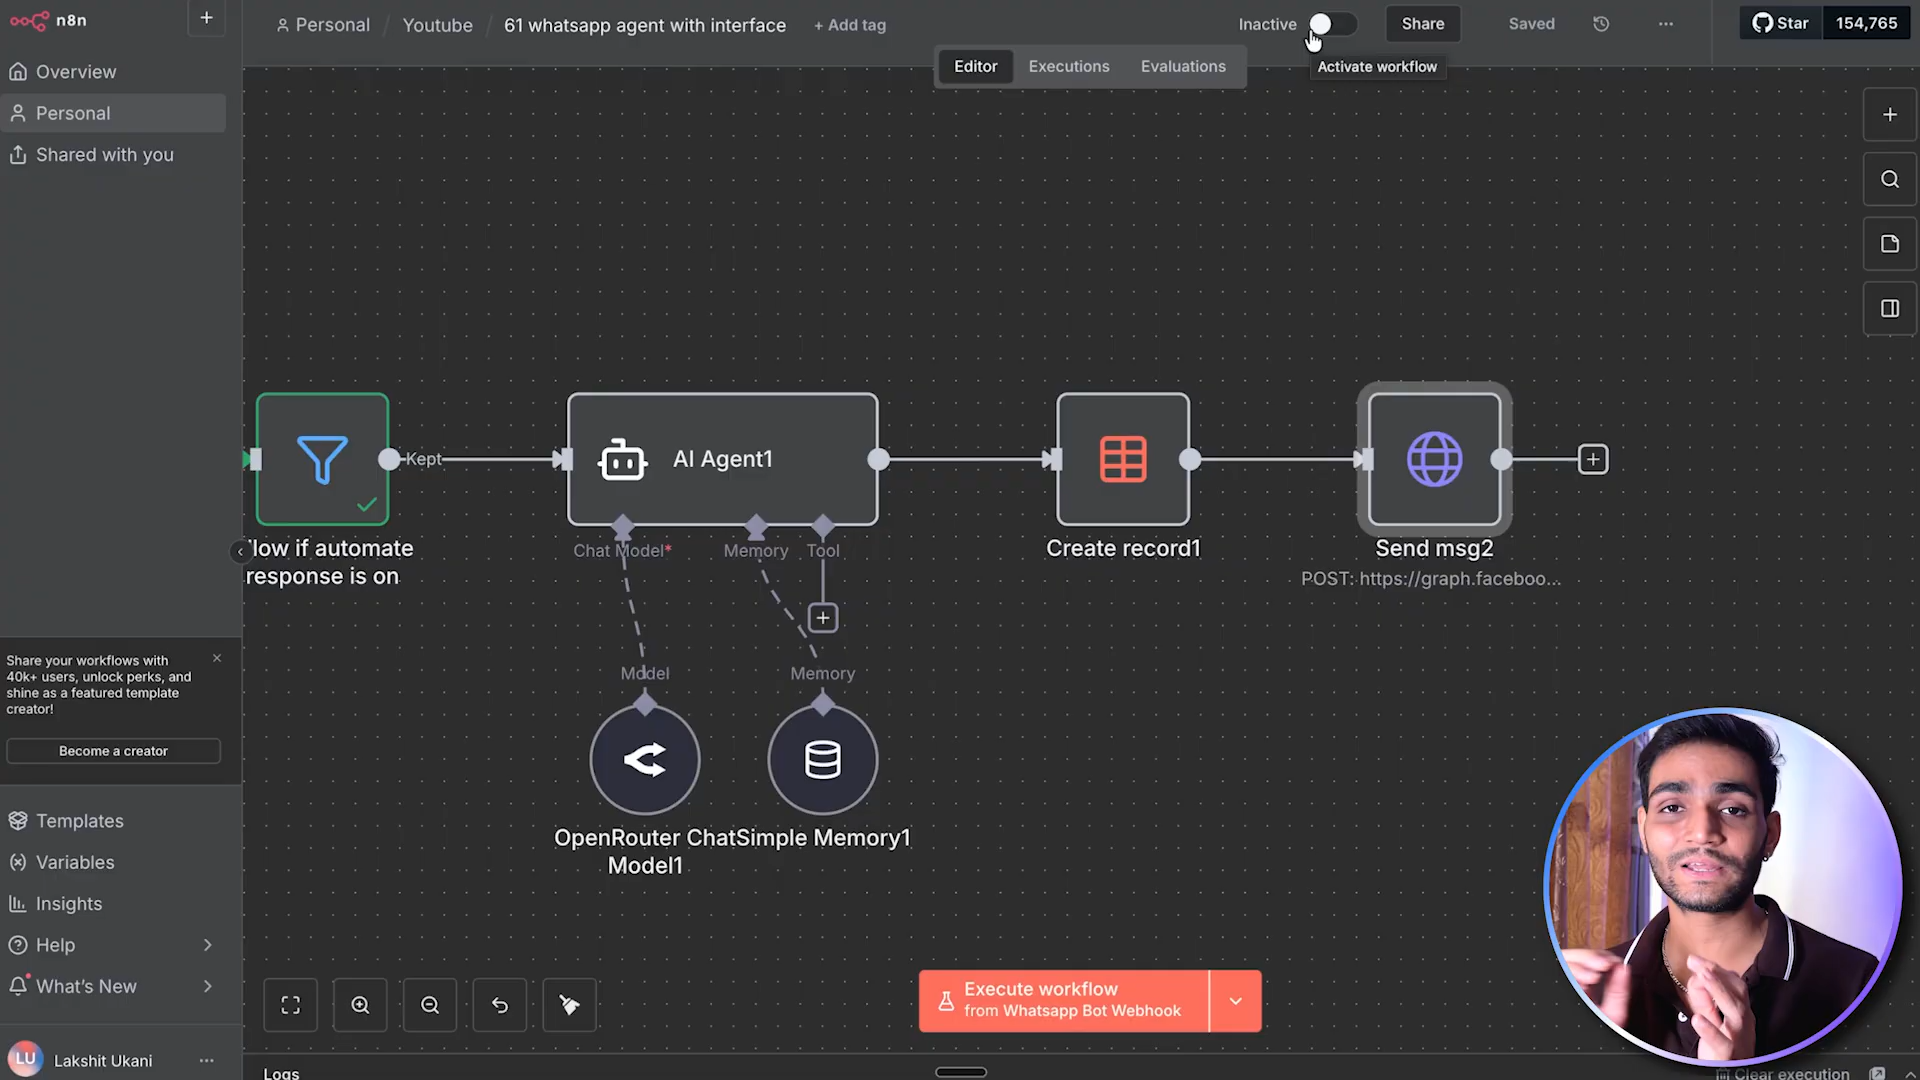 n8n
Personal / Youtube / 61 whatsapp agent with interface + Add tag
Inactive
Share
Saved
Star 154,765
Editor Executions Evaluations
Activate workflow
Overview
Personal
Shared with you
Kept
AI Agent1
Chat Model*
Memory
Tool
low if automate
response is on
Create record1
Send msg2
POST: https://graph.faceboo...
Model
Memory
OpenRouter Chat
Model1
Simple Memory1
Share your workflows with
40k+ users, unlock perks, and
shine as a featured template
creator!
Become a creator
Templates
Variables
Insights
Help
What's New
LU Lakshit Ukani
Execute workflow
from Whatsapp Bot Webhook
Logs
Clear execution